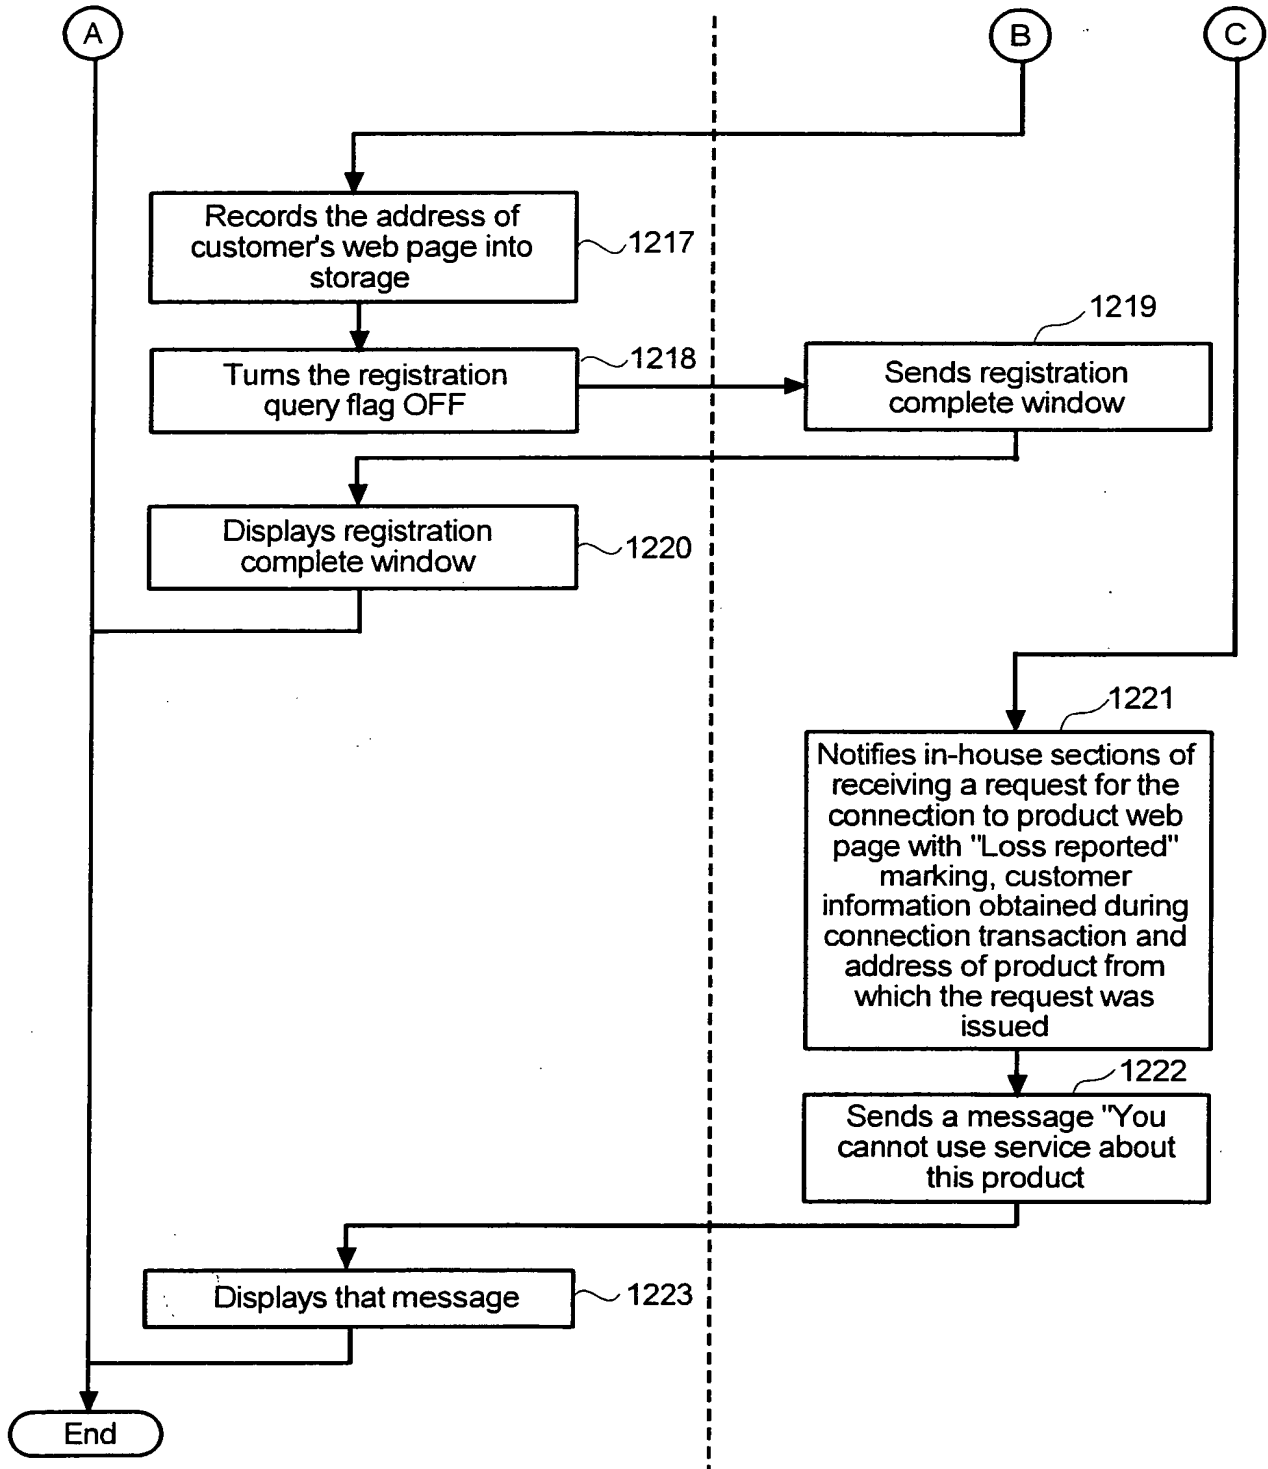 A
B
C
Records the address of
customer's web page into
storage
1217
1219
Turns the registration
query flag OFF
1218
Sends registration
complete window
Displays registration
complete window
1220
1221
Notifies in-house sections of
receiving a request for the
connection to product web
page with "Loss reported"
marking, customer
information obtained during
connection transaction and
address of product from
which the request was
issued
1222
Sends a message "You
cannot use service about
this product
Displays that message
1223
End